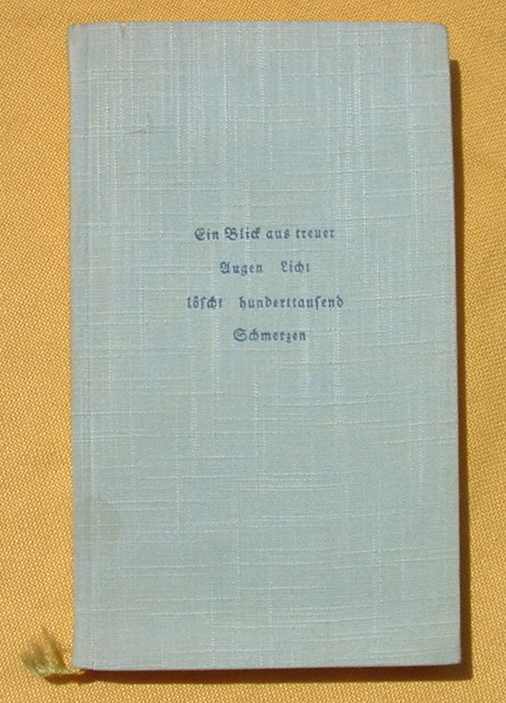 Ein Blick aus treuer
Augen Licht
löscht hunderttausend
Schmerzen